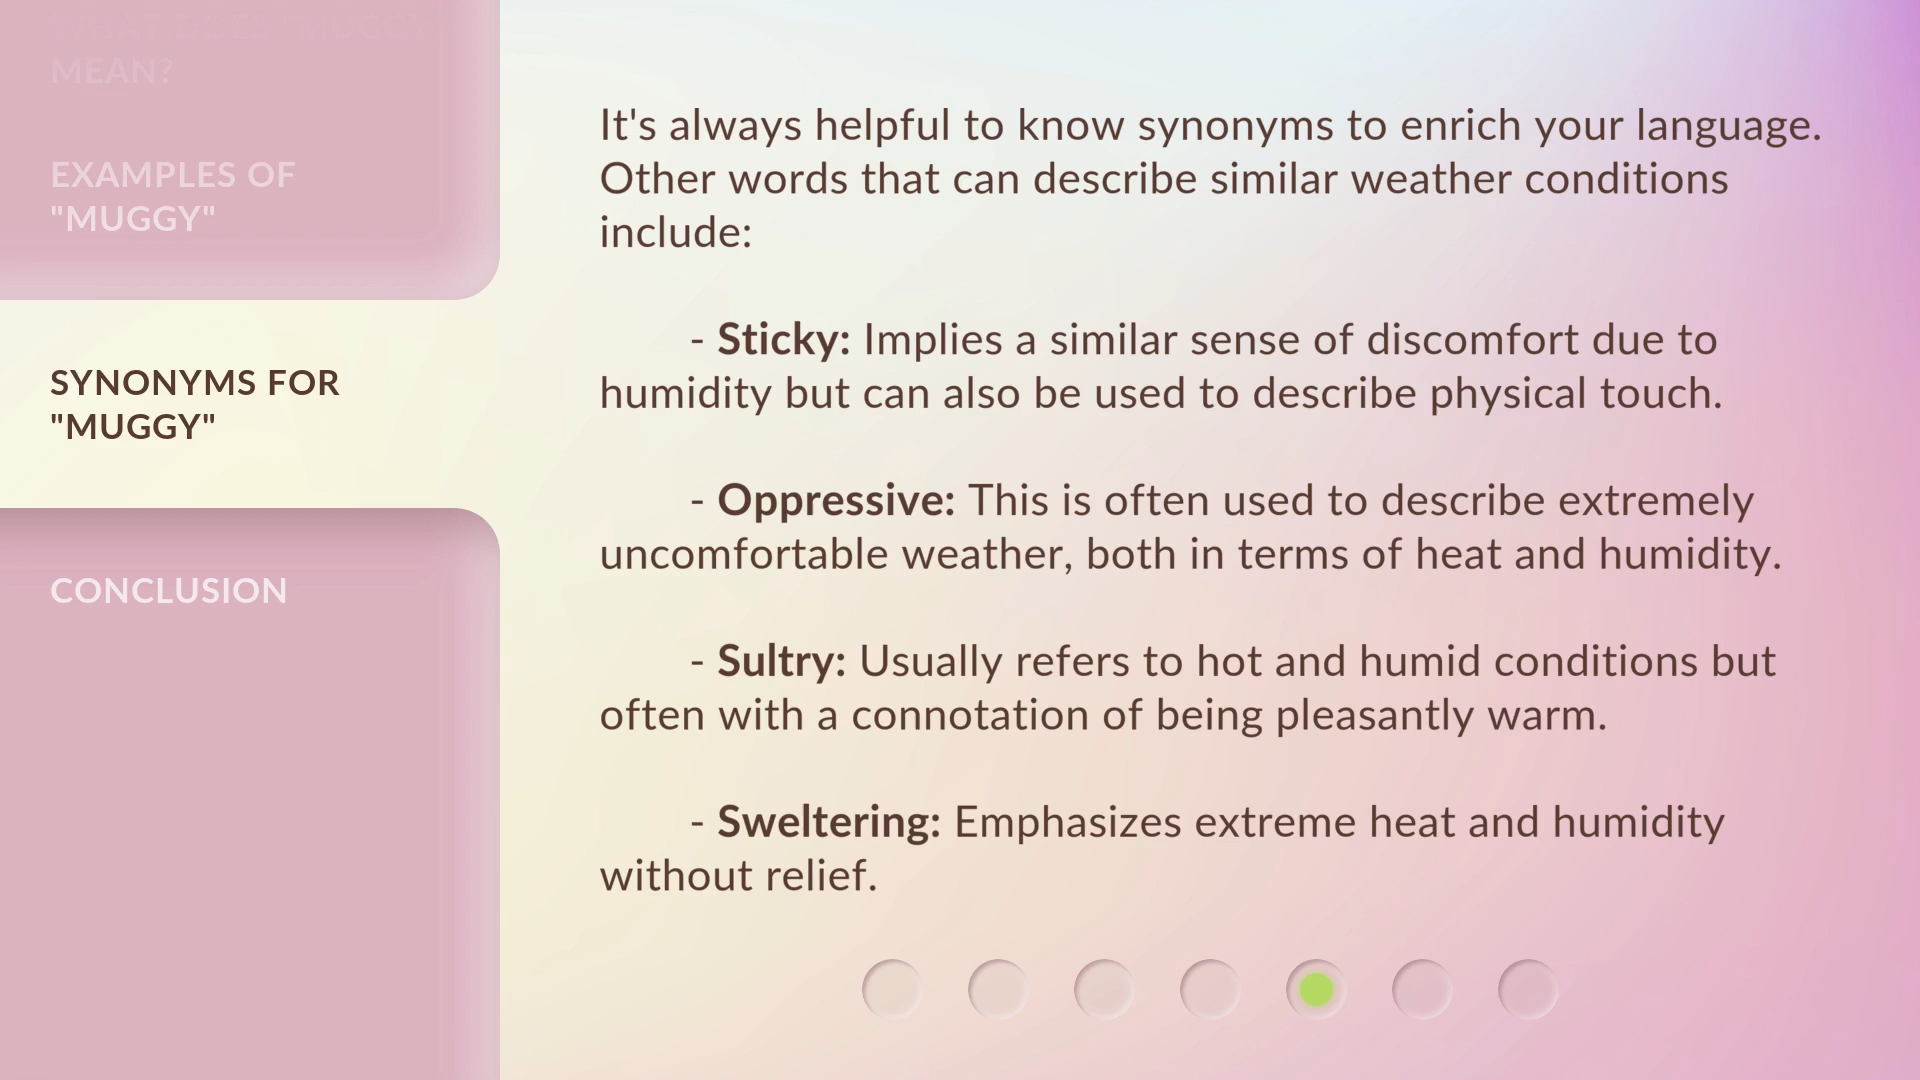 WHAT DOES "MUGGY"
MEAN?
EXAMPLES OF
"MUGGY"
SYNONYMS FOR
"MUGGY"
CONCLUSION
It's always helpful to know synonyms to enrich your language.
Other words that can describe similar weather conditions
include:
- Sticky: Implies a similar sense of discomfort due to
humidity but can also be used to describe physical touch.
- Oppressive: This is often used to describe extremely
uncomfortable weather, both in terms of heat and humidity.
- Sultry: Usually refers to hot and humid conditions but
often with a connotation of being pleasantly warm.
- Sweltering: Emphasizes extreme heat and humidity
without relief.